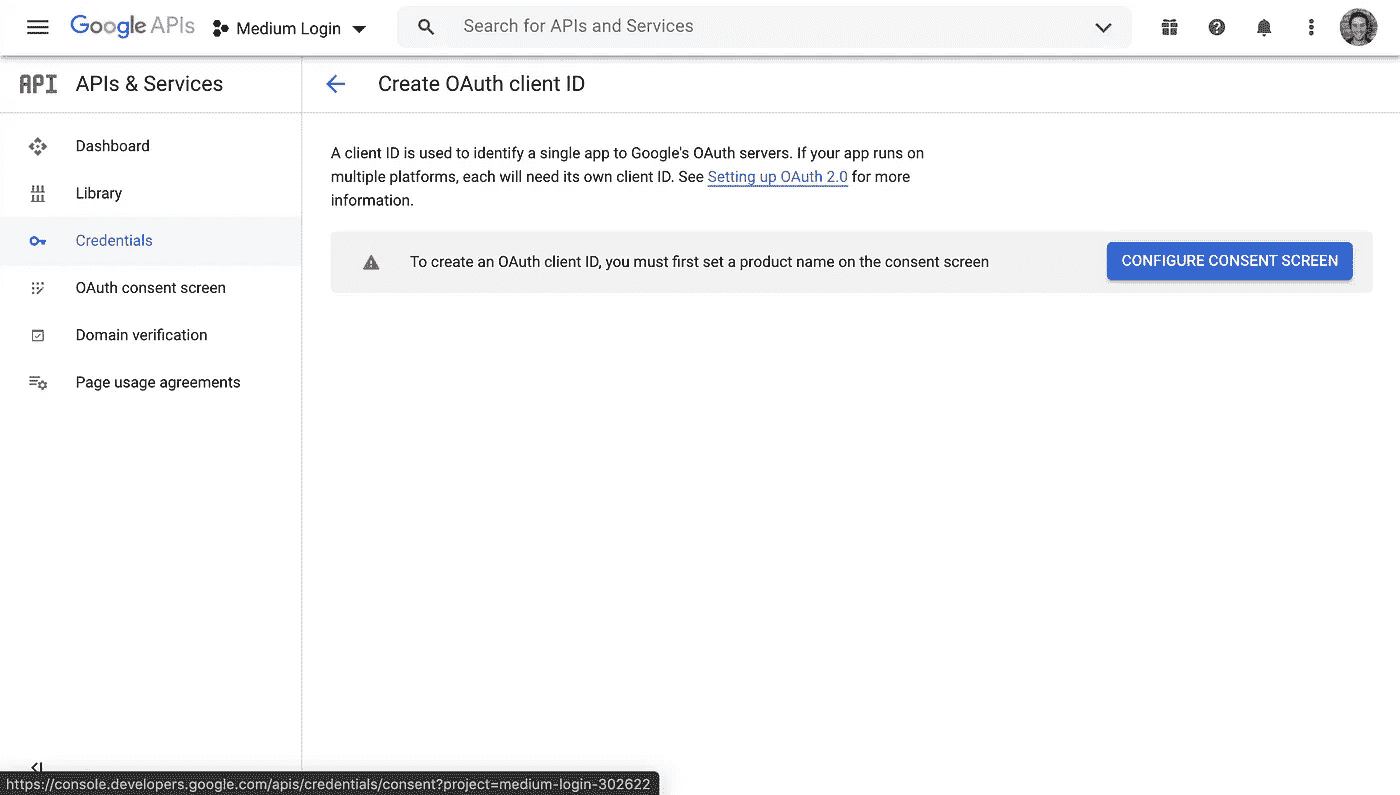 Google APIs
Medium Login
Search for APIs and Services
API APIs & Services
Create OAuth client ID
Dashboard
Library
Credentials
OAuth consent screen
Domain verification
Page usage agreements
A client ID is used to identify a single app to Google's OAuth servers. If your app runs on
multiple platforms, each will need its own client ID. See Setting up OAuth 2.0 for more
information.
To create an OAuth client ID, you must first set a product name on the consent screen
CONFIGURE CONSENT SCREEN
https://console.developers.google.com/apis/credentials/consent?project=medium-login-302622